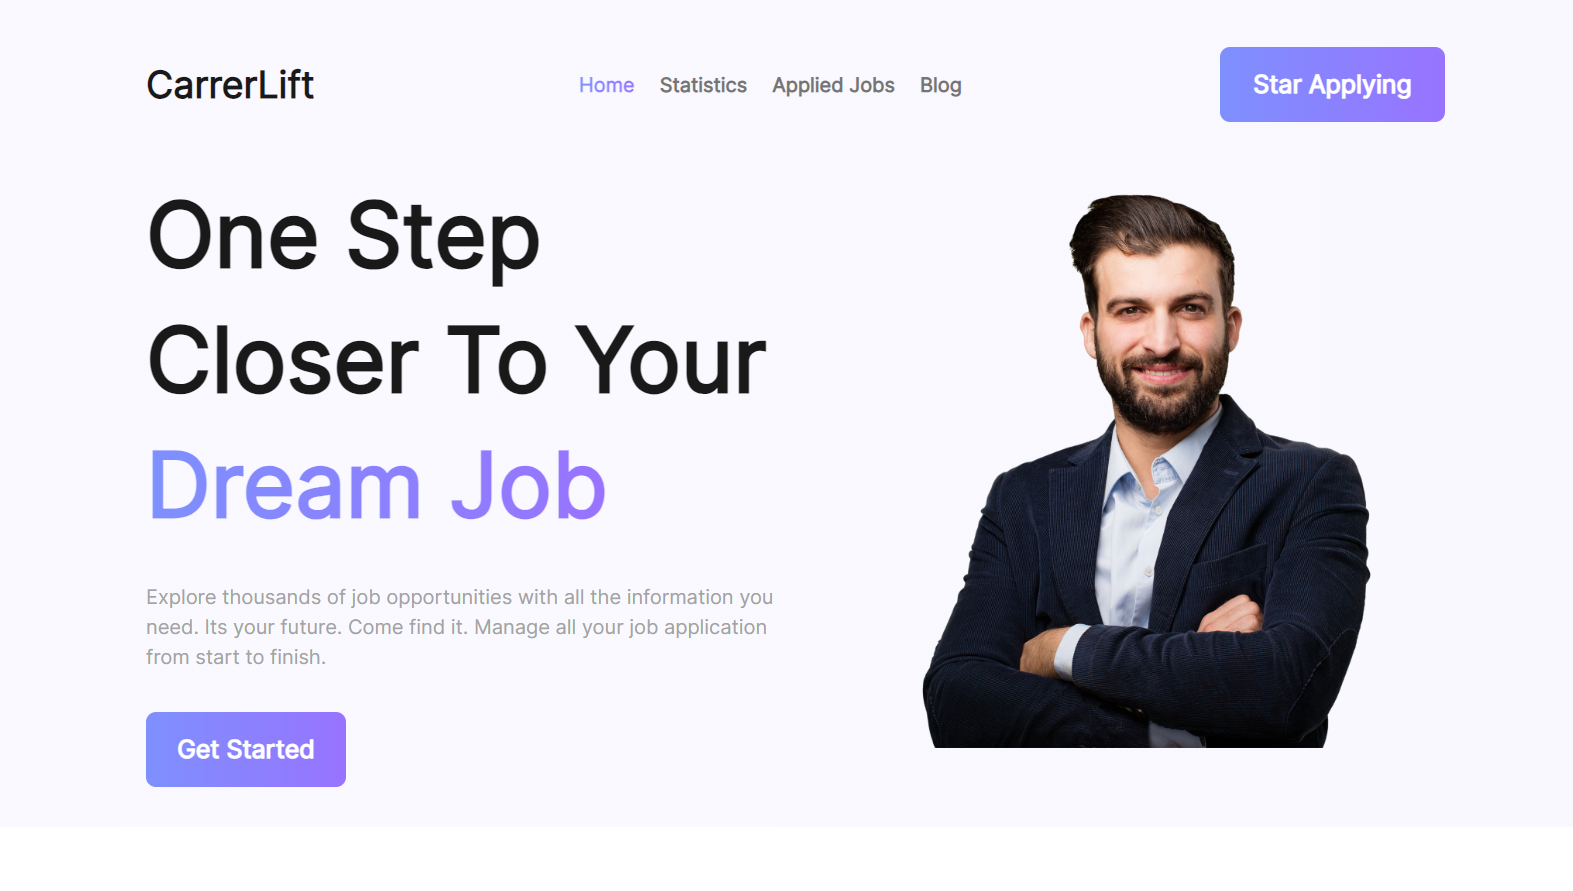 CarrerLift
Home Statistics Applied Jobs Blog
Star Applying
One Step
Closer To Your
Dream Job
Explore thousands of job opportunities with all the information you
need. Its your future. Come find it. Manage all your job application
from start to finish.
Get Started